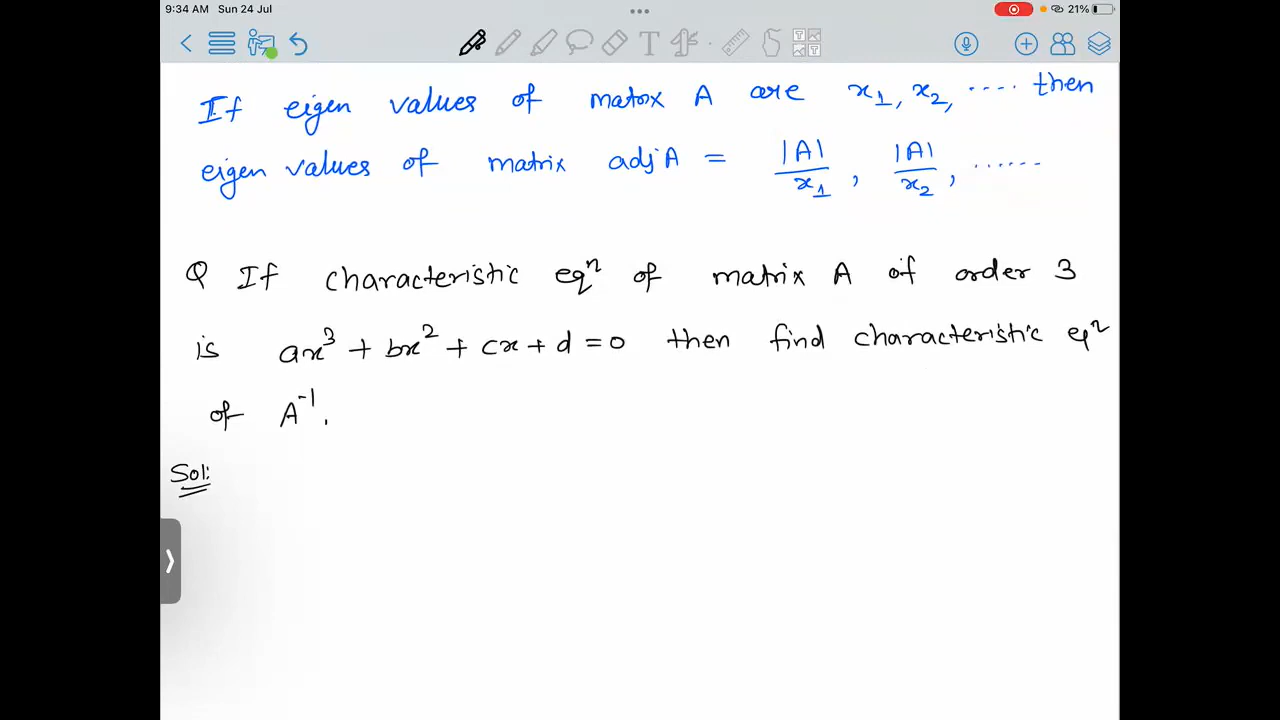 9:34 AM Sun 24 Jul
21%
If eigen values of matrix A are x₁, x₂, ..... then
eigen values of matrix adjA = |A|/x₁, |A|/x₂, ......
Q If characteristic eqⁿ of matrix A of order 3
is ax³ + bx² + cx + d = 0 then find characteristic eqⁿ
of A⁻¹.
Sol: